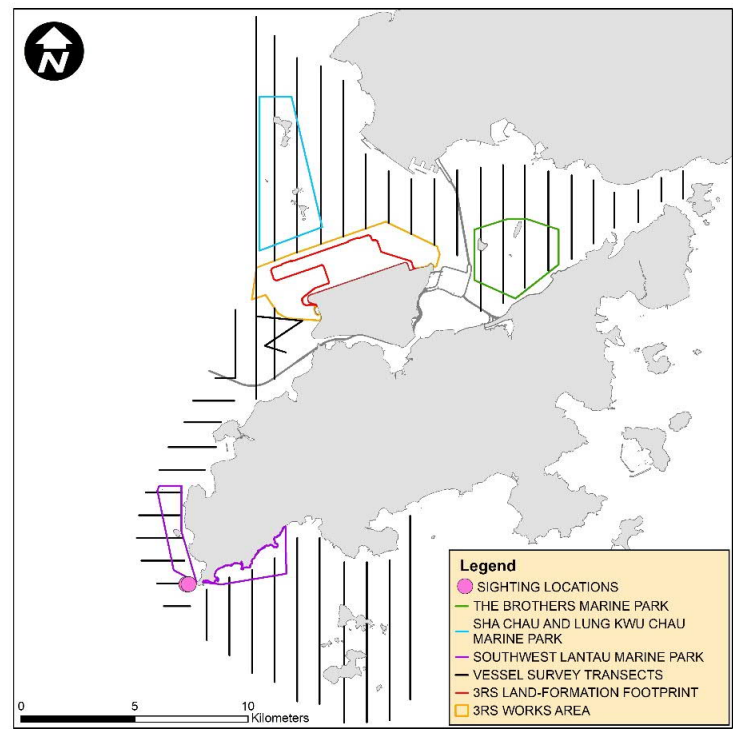 N
Legend
SIGHTING LOCATIONS
THE BROTHERS MARINE PARK
SHA CHAU AND LUNG KWU CHAU
MARINE PARK
SOUTHWEST LANTAU MARINE PARK
VESSEL SURVEY TRANSECTS
3RS LAND-FORMATION FOOTPRINT
3RS WORKS AREA
0 5 10
Kilometers